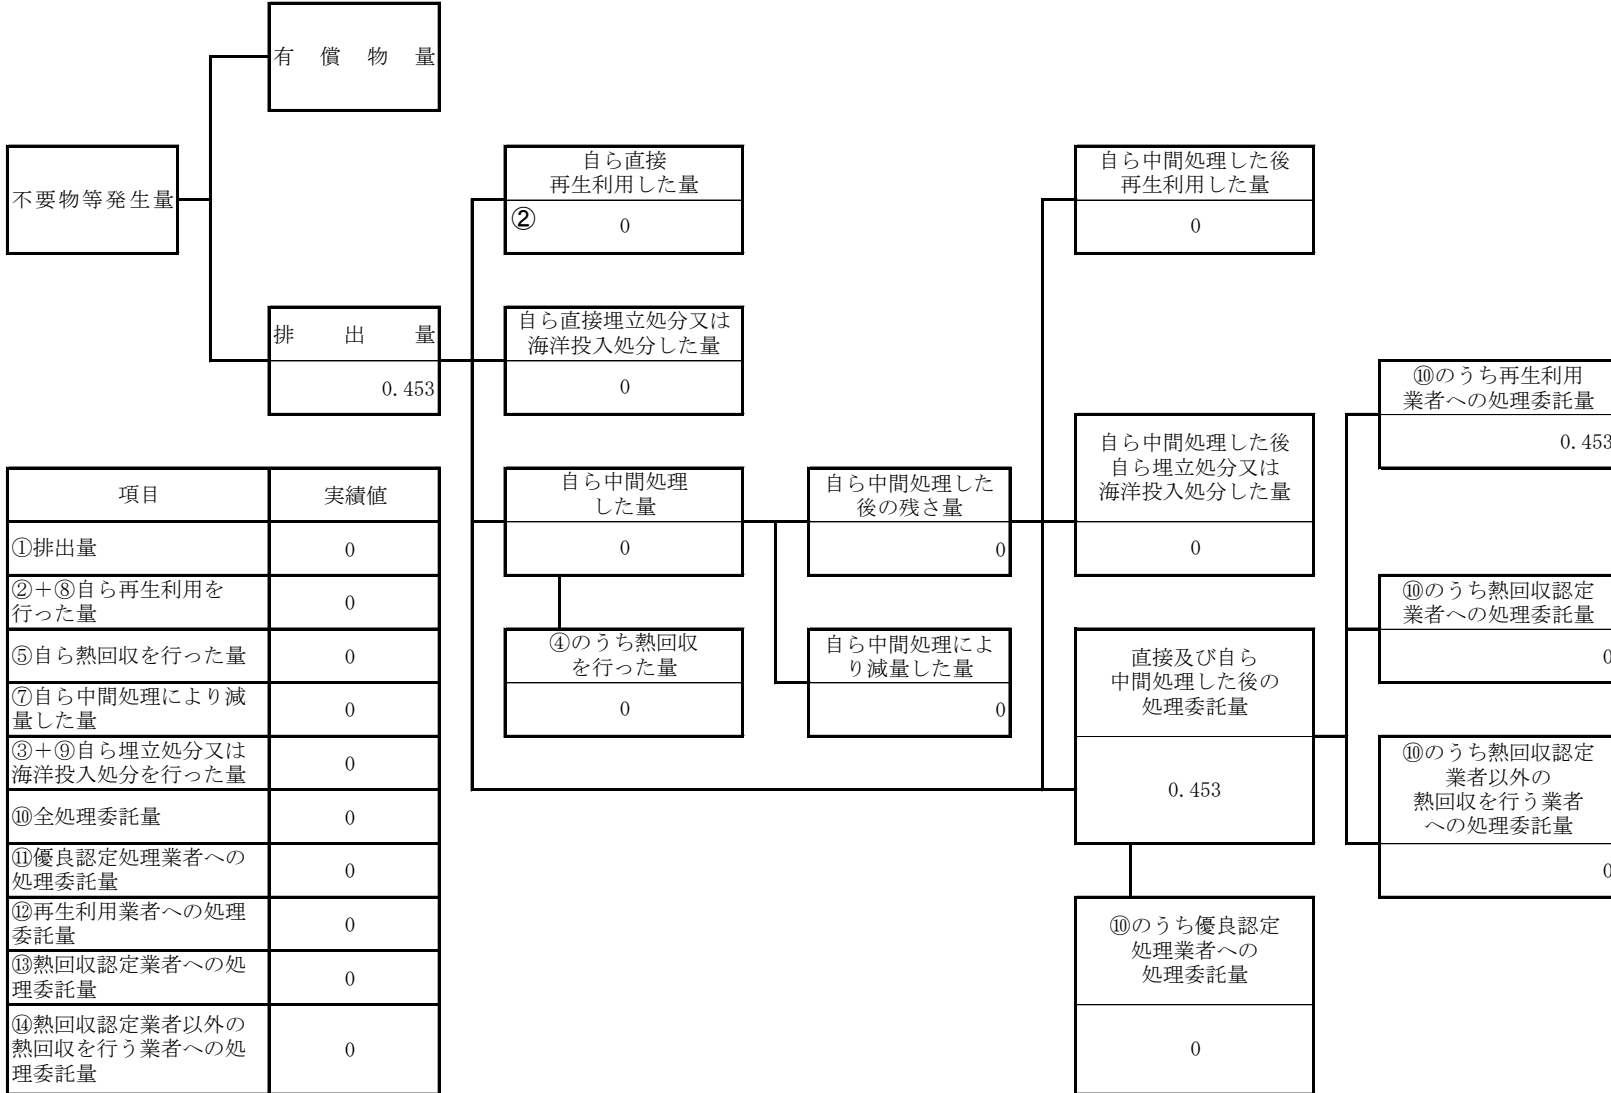 有償物量
不要物等発生量
排出量
0.453
自ら直接
再生利用した量
②
0
自ら直接埋立処分又は
海洋投入処分した量
0
自ら中間処理
した量
0
④のうち熱回収
を行った量
0
自ら中間処理した
後の残さ量
0
自ら中間処理によ
り減量した量
0
自ら中間処理した後
再生利用した量
0
自ら中間処理した後
自ら埋立処分又は
海洋投入処分した量
0
直接及び自ら
中間処理した後の
処理委託量
0.453
⑩のうち優良認定
処理業者への
処理委託量
0
⑩のうち再生利用
業者への処理委託量
0.453
⑩のうち熱回収認定
業者への処理委託量
0
⑩のうち熱回収認定
業者以外の
熱回収を行う業者
への処理委託量
0
項目 実績値
①排出量 0
②＋⑧自ら再生利用を
行った量
0
⑤自ら熱回収を行った量 0
⑦自ら中間処理により減
量した量
0
③＋⑨自ら埋立処分又は
海洋投入処分を行った量
0
⑩全処理委託量 0
⑪優良認定処理業者への
処理委託量
0
⑫再生利用業者への処理
委託量
0
⑬熱回収認定業者への処
理委託量
0
⑭熱回収認定業者以外の
熱回収を行う業者への処
理委託量
0